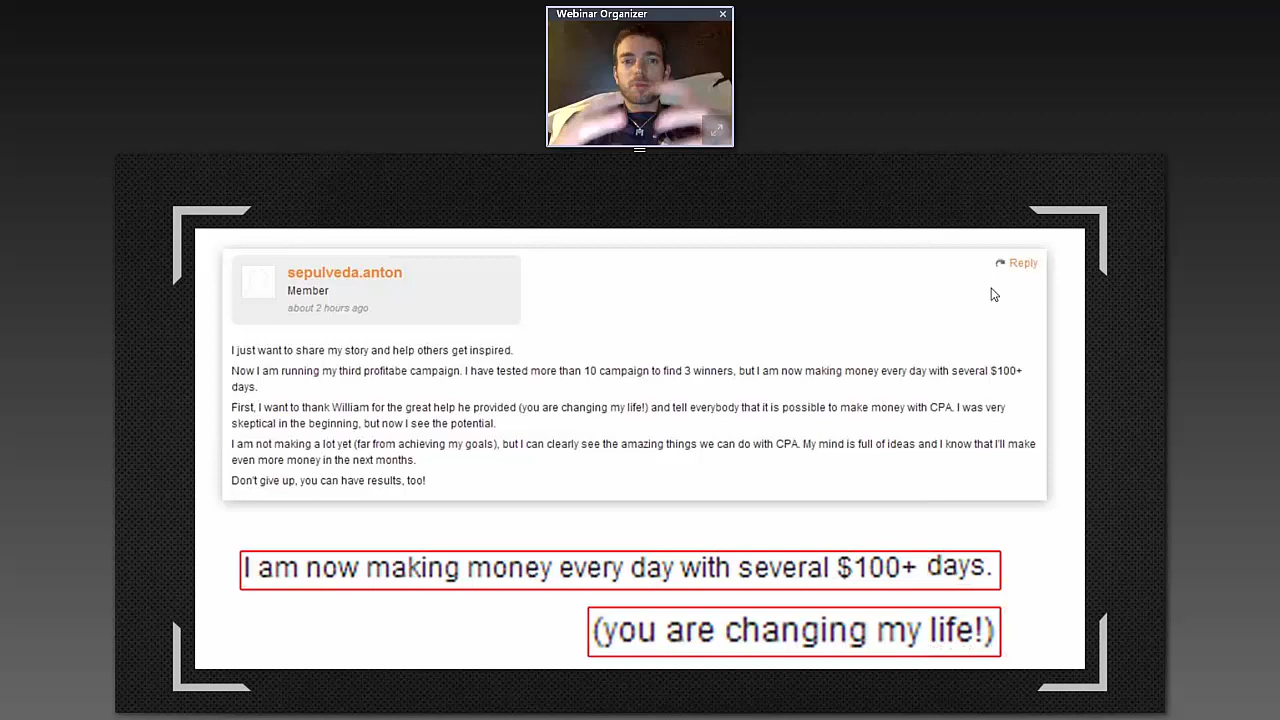 Webinar Organizer
sepulveda.anton
Reply
Member
about 2 hours ago
I just want to share my story and help others get inspired.
Now I am running my third profitabe campaign. I have tested more than 10 campaign to find 3 winners, but I am now making money every day with several $100+
days.
First, I want to thank William for the great help he provided (you are changing my life!) and tell everybody that it is possible to make money with CPA. I was very
skeptical in the beginning, but now I see the potential.
I am not making a lot yet (far from achieving my goals), but I can clearly see the amazing things we can do with CPA. My mind is full of ideas and I know that I'll make
even more money in the next months.
Don't give up, you can have results, too!
I am now making money every day with several $100+ days.
(you are changing my life!)